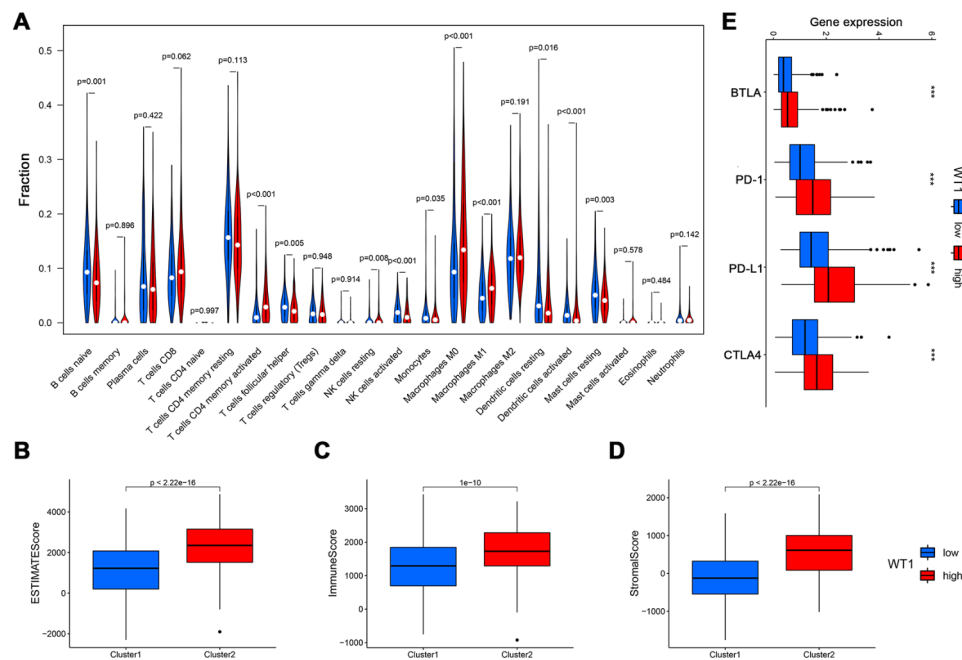 A
Fraction
0.5
0.4
0.3
0.2
0.1
0.0
p=0.001
p=0.896
p=0.422
p=0.062
p=0.997
p=0.113
p<0.001
p=0.005
p=0.948
p=0.914
p=0.008
p<0.001
p=0.035
p<0.001
p<0.001
p=0.191
p=0.016
p<0.001
p=0.003
p=0.578
p=0.484
p=0.142
B cells naive
B cells memory
Plasma cells
T cells CD8
T cells CD4 naive
T cells CD4 memory resting
T cells CD4 memory activated
T cells follicular helper
T cells regulatory (Tregs)
T cells gamma delta
NK cells resting
NK cells activated
Monocytes
Macrophages M0
Macrophages M1
Macrophages M2
Dendritic cells resting
Dendritic cells activated
Mast cells resting
Mast cells activated
Eosinphils
Neutrophils
E
Gene expression
0
2
4
6
BTLA
***
PD-1
***
PD-L1
***
CTLA4
***
WT1
low
high
B
p < 2.22e-16
ESTIMATEScore
4000
2000
0
−2000
Cluster1
Cluster2
C
1e-10
ImmuneScore
3000
2000
1000
0
−1000
Cluster1
Cluster2
D
p < 2.22e-16
StromalScore
2000
1000
0
−1000
Cluster1
Cluster2
WT1
low
high